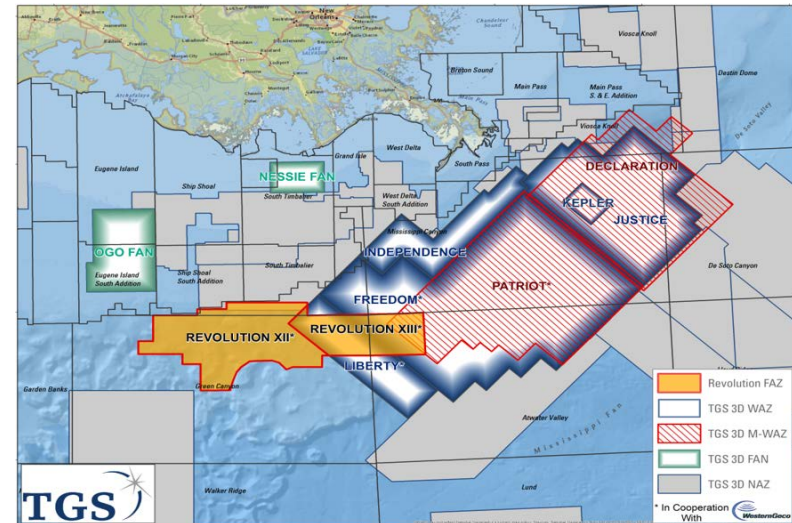 New
Orleans
Chandeleur Sound
Viosca Knoll
Breton Sound
Main Pass
Main Pass
S. & E. Addition
Destin Dome
Viosca Knoll
De Soto Valley
Eugene Island
Grand Isle
West Delta
South Pass
DECLARATION
NESSIE FAN
Ship Shoal
South Timbalier
West Delta
South Addition
KEPLER
JUSTICE
Mississippi Canyon
OGO FAN
INDEPENDENCE
De Soto Canyon
Eugene Island
South Addition
Ship Shoal
South Addition
South Timbalier
PATRIOT*
FREEDOM*
REVOLUTION XII*
REVOLUTION XIII*
LIBERTY*
Garden Banks
Green Canyon
Atwater Valley
Mississippi Fan
Walker Ridge
Lund
Revolution FAZ
TGS 3D WAZ
TGS 3D M-WAZ
TGS 3D FAN
TGS 3D NAZ
* In Cooperation
With WesternGeco
TGS